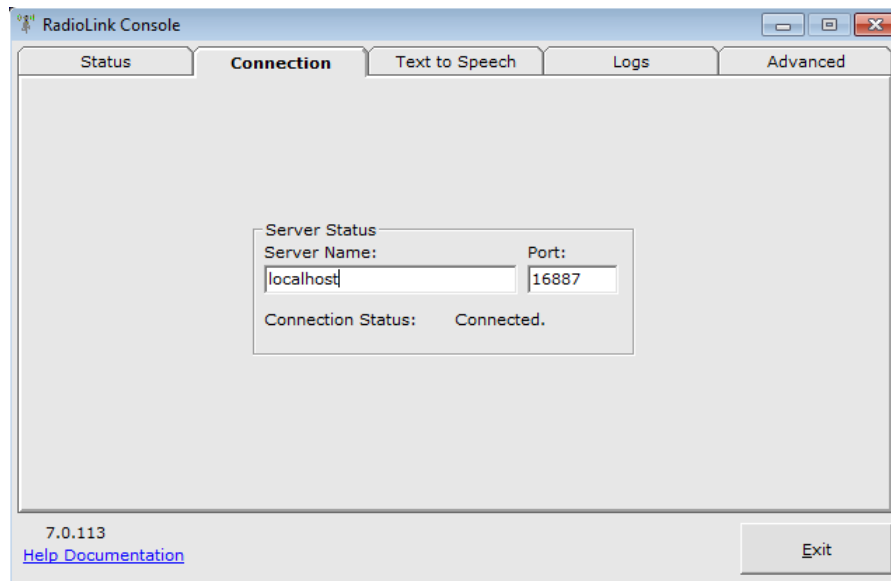 RadioLink Console
Status Connection Text to Speech Logs Advanced
Server Status
Server Name: Port:
localhost 16887
Connection Status: Connected.
7.0.113
Help Documentation
Exit